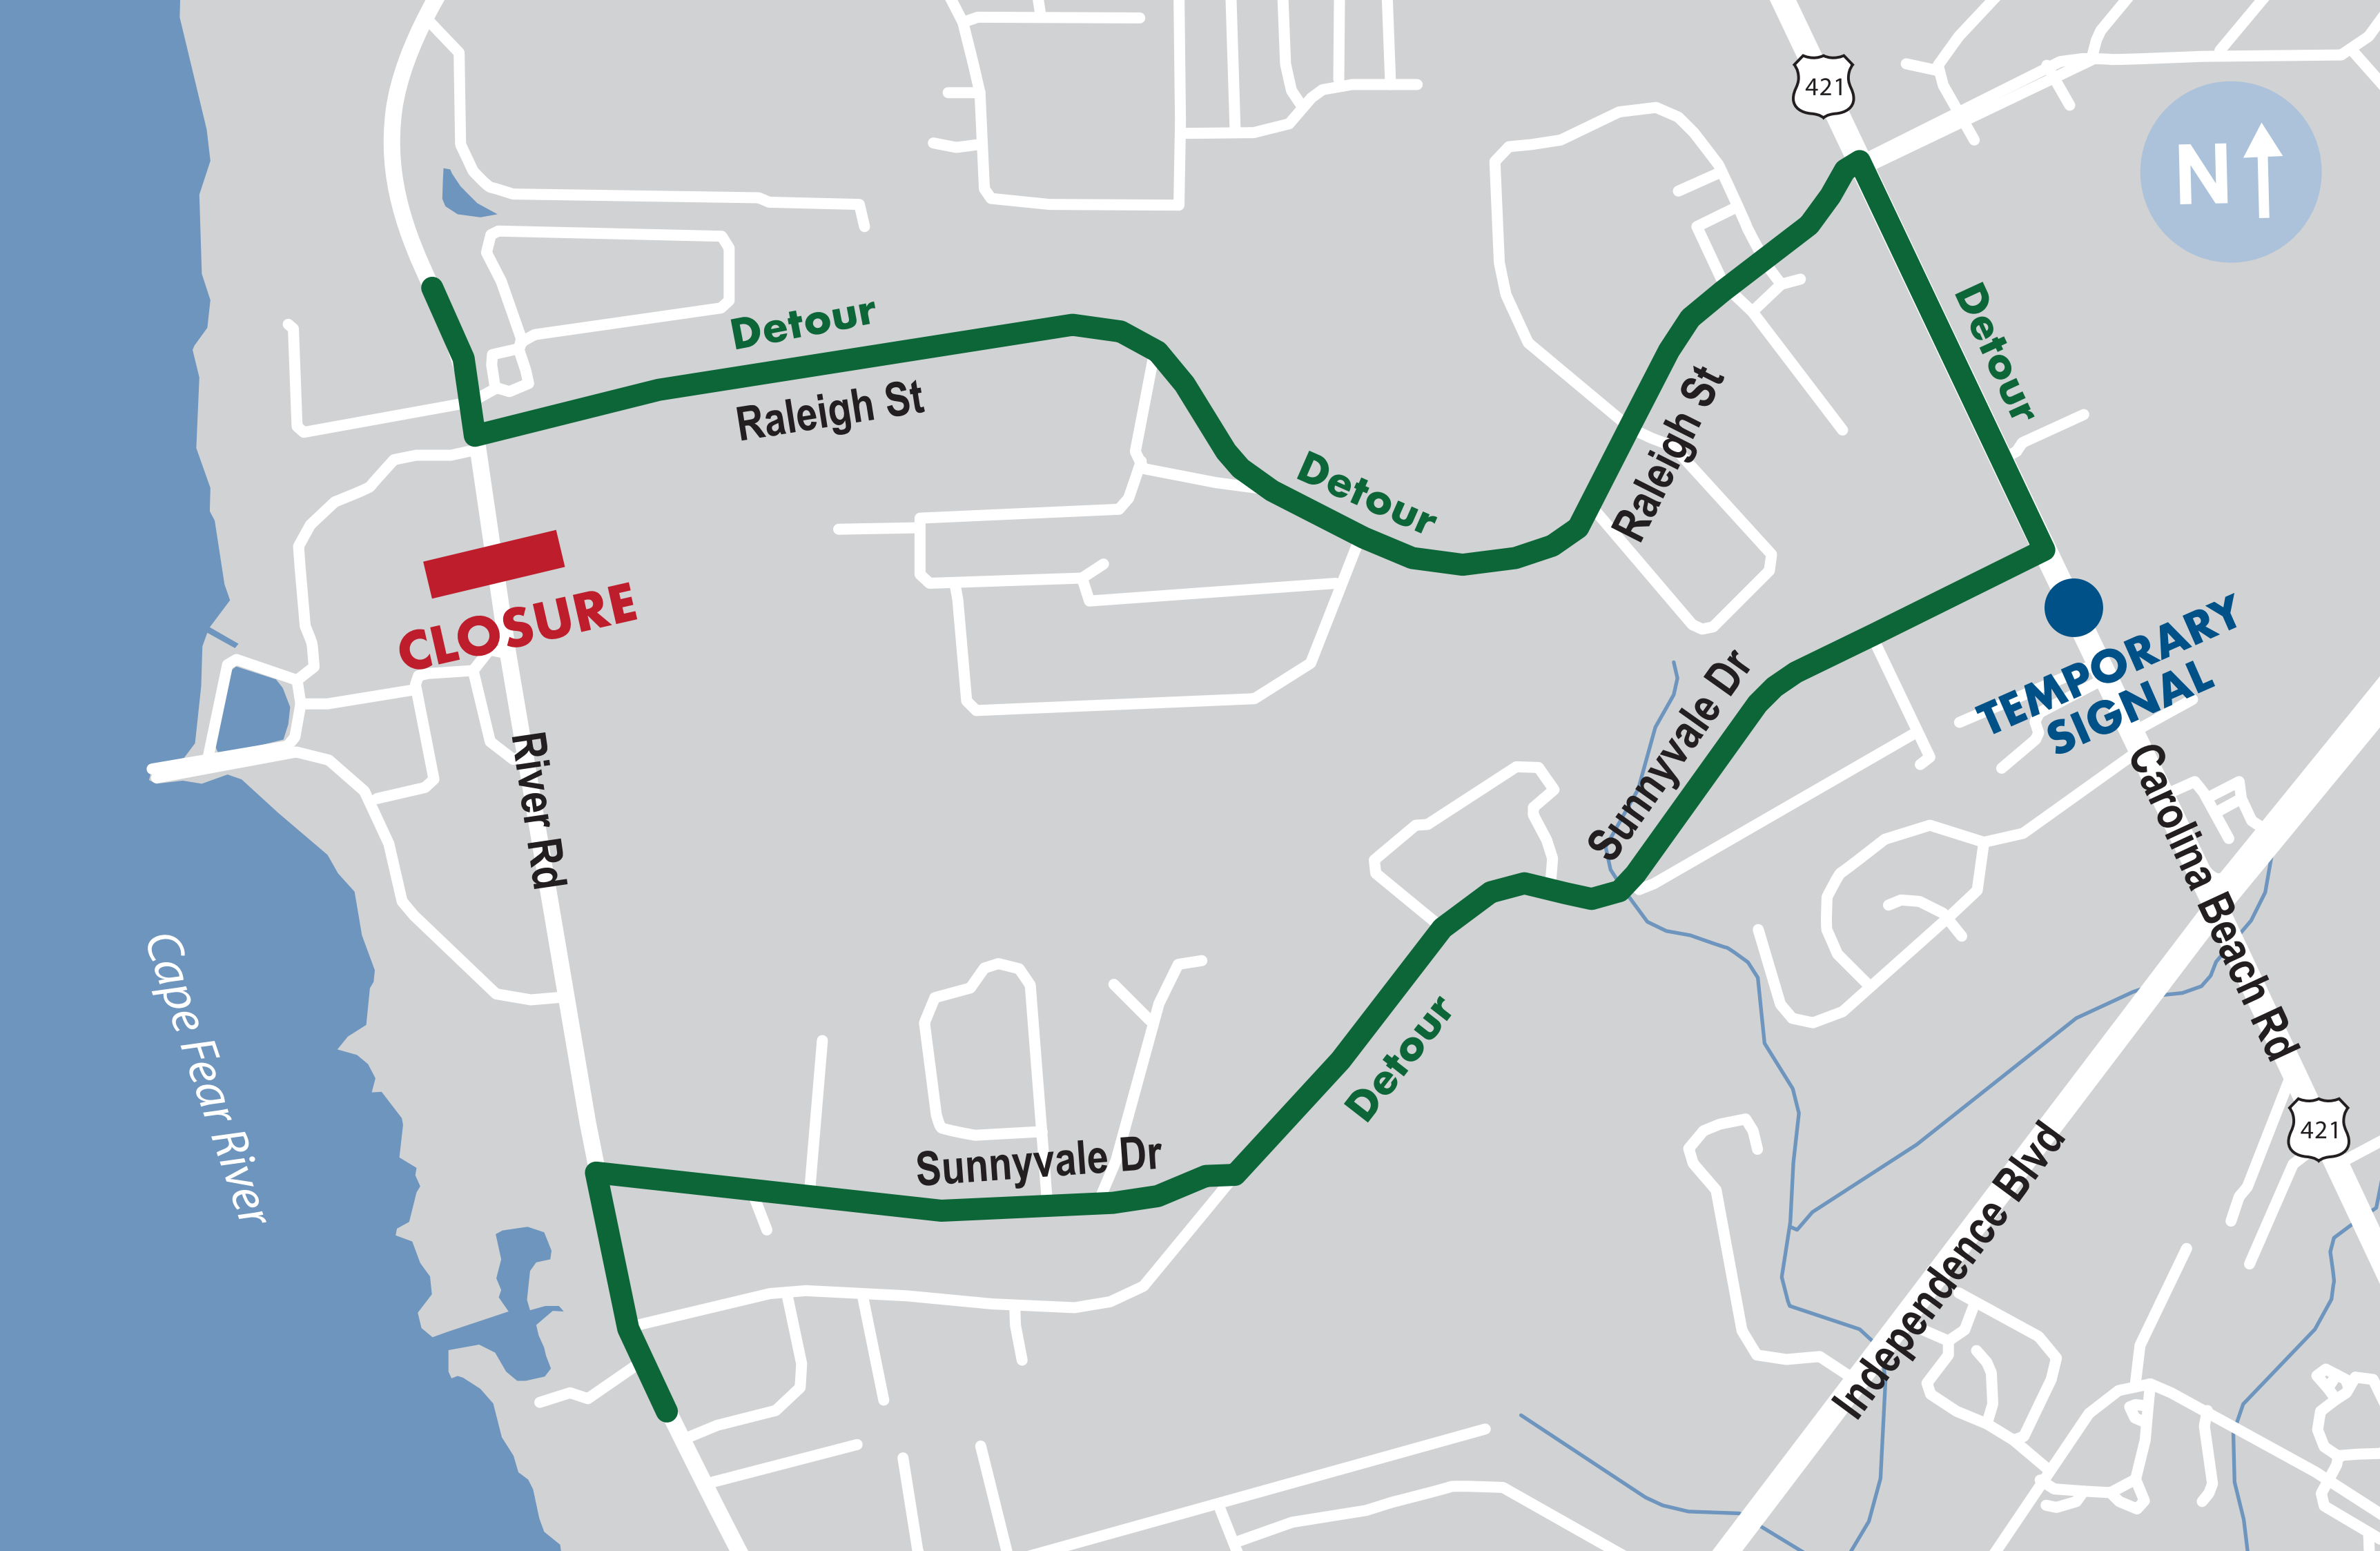 421
N
Detour
Detour
Raleigh St
Raleigh St
Detour
CLOSURE
TEMPORARY
SIGNAL
Sunnyvale Dr
River Rd
Carolina Beach Rd
Cape Fear River
Detour
421
Sunnyvale Dr
Independence Blvd